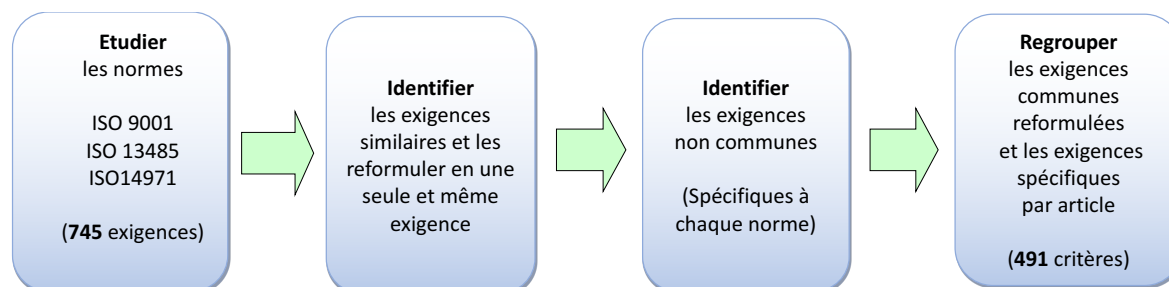 Etudier
les normes
ISO 9001
ISO 13485
ISO14971
(745 exigences)
Identifier
les exigences
similaires et les
reformuler en une
seule et même
exigence
Identifier
les exigences
non communes
(Spécifiques à
chaque norme)
Regrouper
les exigences
communes
reformulées
et les exigences
spécifiques
par article
(491 critères)